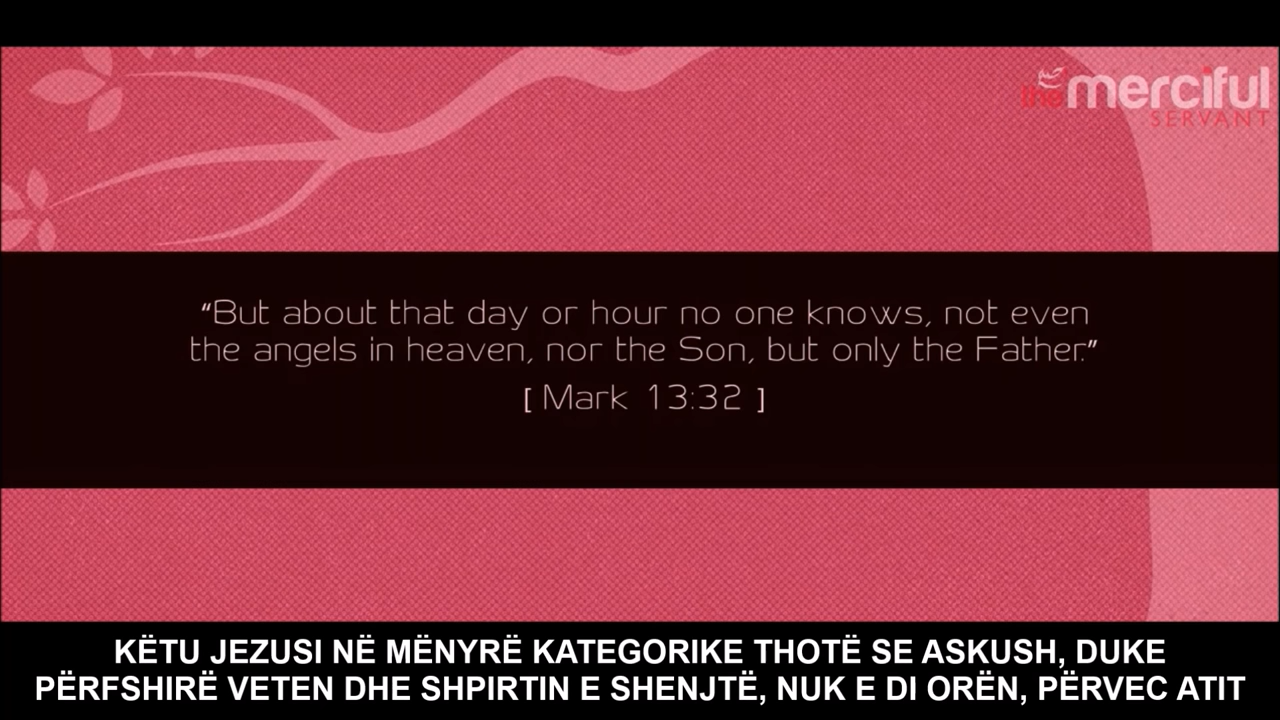 the merciful
SERVANT
“But about that day or hour no one knows, not even
the angels in heaven, nor the Son, but only the Father.”
[ Mark 13:32 ]
KËTU JEZUSI NË MËNYRË KATEGORIKE THOTË SE ASKUSH, DUKE
PËRFSHIRË VETEN DHE SHPIRTIN E SHENJTË, NUK E DI ORËN, PËRVEC ATIT